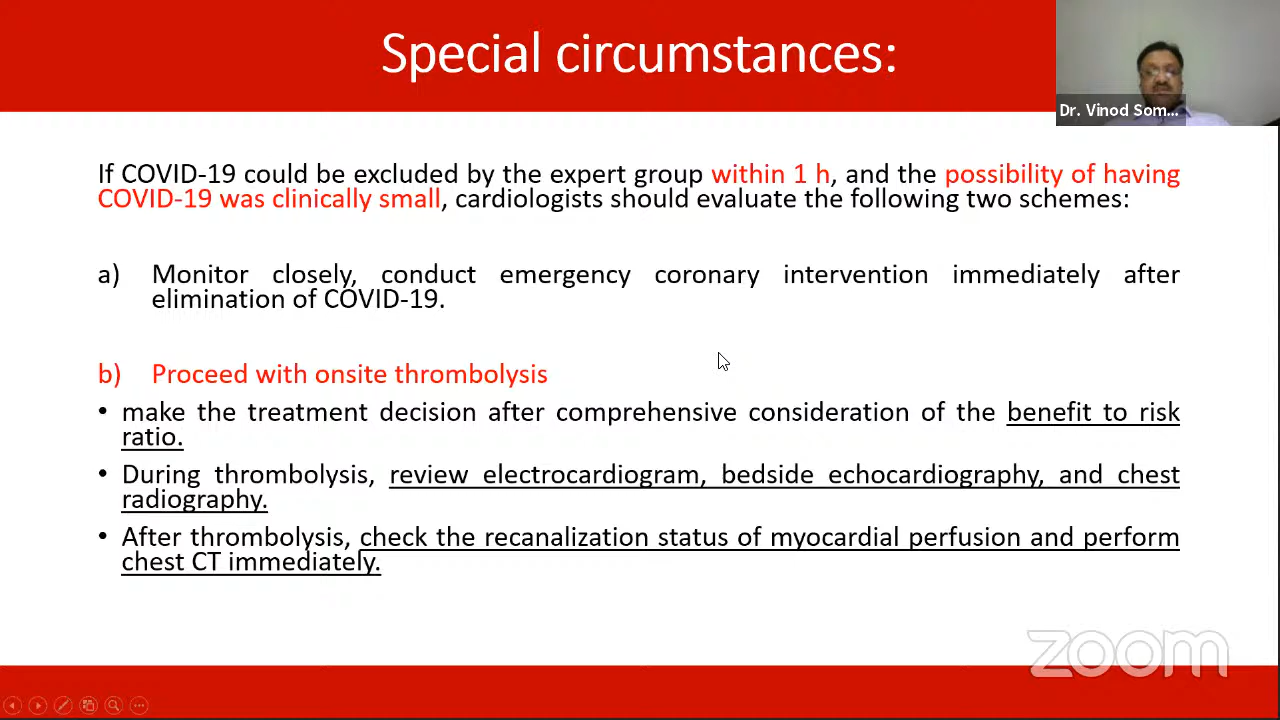 Special circumstances:
Dr. Vinod Som...
If COVID-19 could be excluded by the expert group within 1 h, and the possibility of having
COVID-19 was clinically small, cardiologists should evaluate the following two schemes:
a) Monitor closely, conduct emergency coronary intervention immediately after
elimination of COVID-19.
b) Proceed with onsite thrombolysis
• make the treatment decision after comprehensive consideration of the benefit to risk
ratio.
• During thrombolysis, review electrocardiogram, bedside echocardiography, and chest
radiography.
• After thrombolysis, check the recanalization status of myocardial perfusion and perform
chest CT immediately.
zoom